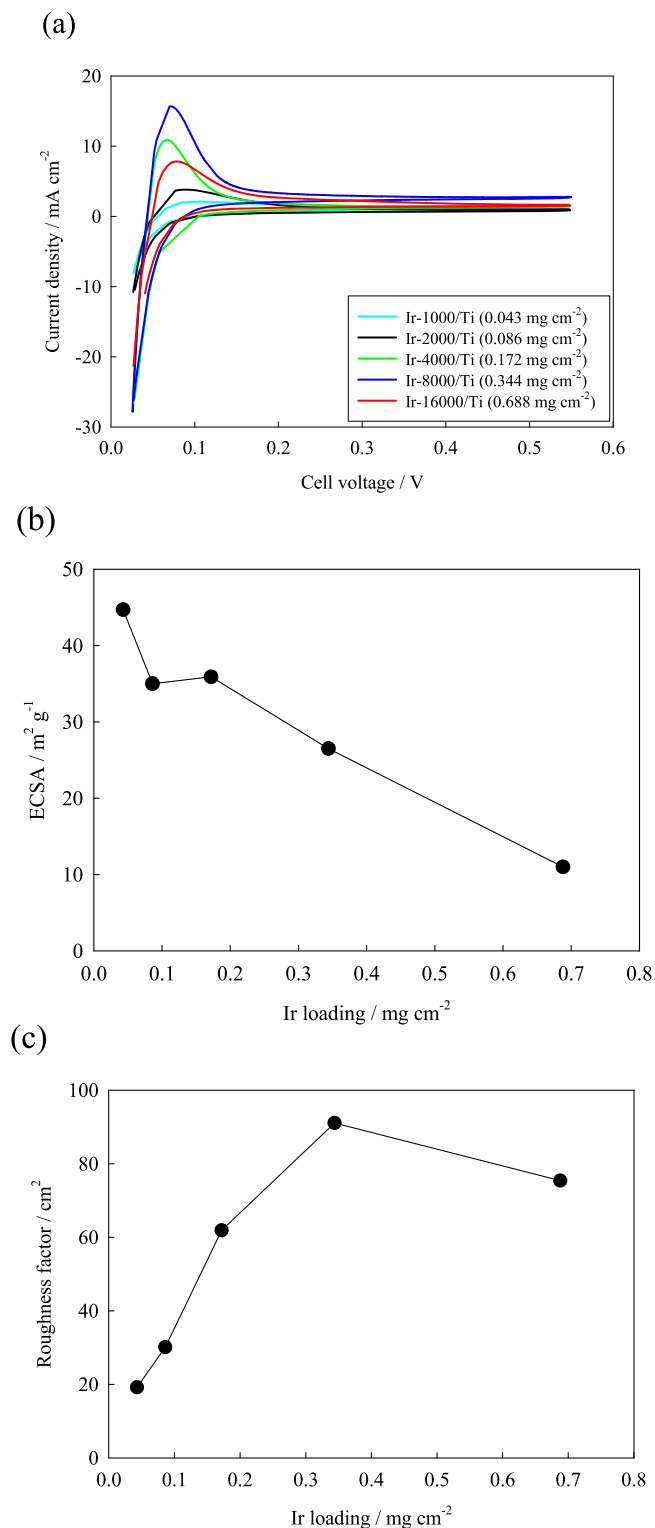 (a)
20
10
0
-10
-20
-30
Current density / mA cm-2
Ir-1000/Ti (0.043 mg cm-2)
Ir-2000/Ti (0.086 mg cm-2)
Ir-4000/Ti (0.172 mg cm-2)
Ir-8000/Ti (0.344 mg cm-2)
Ir-16000/Ti (0.688 mg cm-2)
0.0 0.1 0.2 0.3 0.4 0.5 0.6
Cell voltage / V
(b)
50
40
30
20
10
0
ECSA / m2 g-1
0.0 0.1 0.2 0.3 0.4 0.5 0.6 0.7 0.8
Ir loading / mg cm-2
(c)
100
80
60
40
20
0
Roughness factor / cm2
0.0 0.1 0.2 0.3 0.4 0.5 0.6 0.7 0.8
Ir loading / mg cm-2